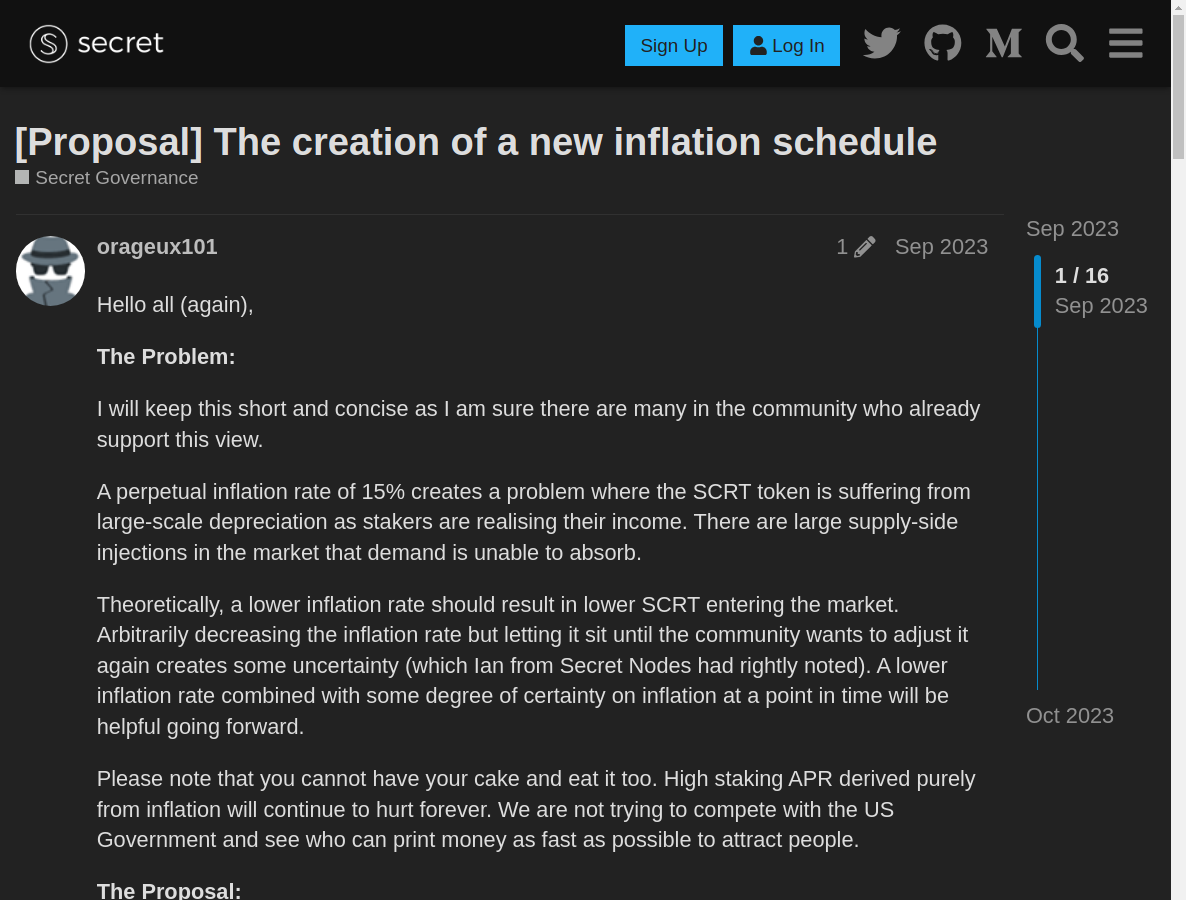 secret
Sign Up
Log In
[Proposal] The creation of a new inflation schedule
Secret Governance
orageux101
1
Sep 2023
Hello all (again),
The Problem:
I will keep this short and concise as I am sure there are many in the community who already
support this view.
A perpetual inflation rate of 15% creates a problem where the SCRT token is suffering from
large-scale depreciation as stakers are realising their income. There are large supply-side
injections in the market that demand is unable to absorb.
Theoretically, a lower inflation rate should result in lower SCRT entering the market.
Arbitrarily decreasing the inflation rate but letting it sit until the community wants to adjust it
again creates some uncertainty (which Ian from Secret Nodes had rightly noted). A lower
inflation rate combined with some degree of certainty on inflation at a point in time will be
helpful going forward.
Please note that you cannot have your cake and eat it too. High staking APR derived purely
from inflation will continue to hurt forever. We are not trying to compete with the US
Government and see who can print money as fast as possible to attract people.
The Proposal:
Sep 2023
1 / 16
Sep 2023
Oct 2023